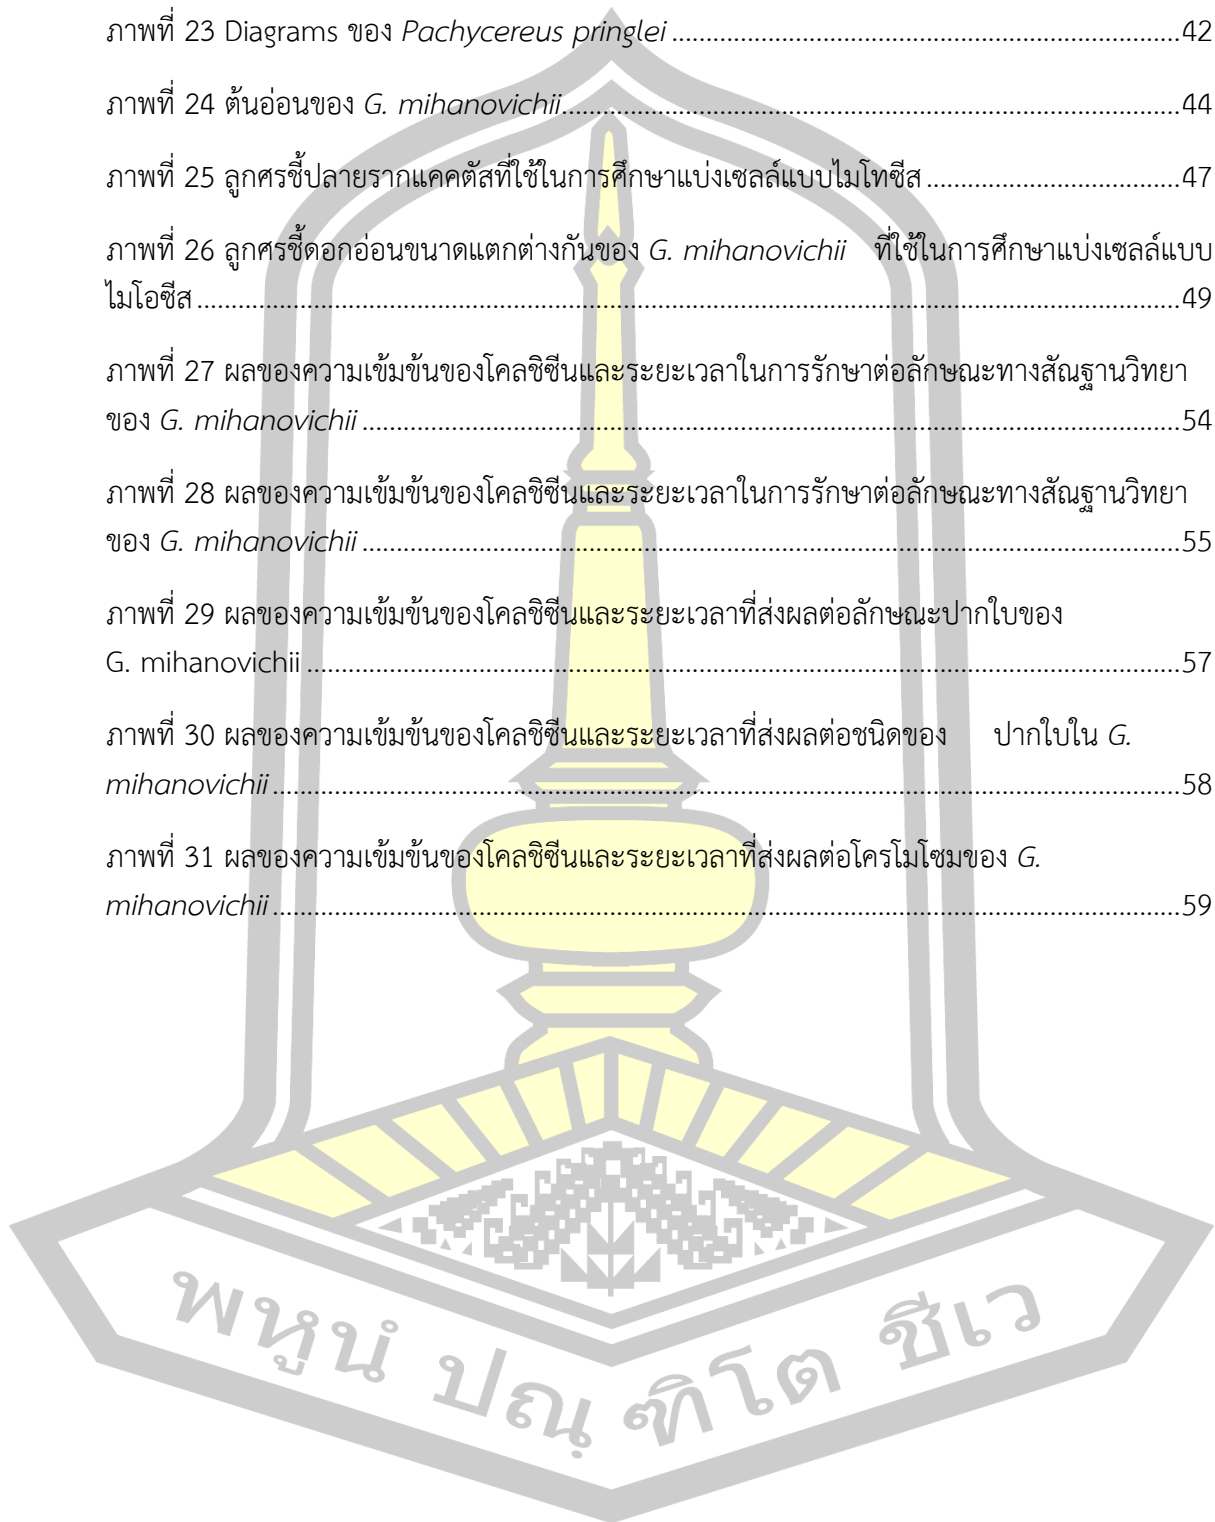 ภาพที่ 23 Diagrams ของ Pachycereus pringlei ..........................................................................42
ภาพที่ 24 ต้นอ่อนของ G. mihanovichii..........................................................................................44
ภาพที่ 25 ลูกศรชี้ปลายรากแคคตัสที่ใช้ในการศึกษาแบ่งเซลล์แบบไมโทซีส .....................................47
ภาพที่ 26 ลูกศรชี้ดอกอ่อนขนาดแตกต่างกันของ G. mihanovichii ที่ใช้ในการศึกษาแบ่งเซลล์แบบ
ไมโอซีส ..................................................................................................................................................49
ภาพที่ 27 ผลของความเข้มข้นของโคลชิซีนและระยะเวลาในการรักษาต่อลักษณะทางสัณฐานวิทยา
ของ G. mihanovichii .........................................................................................................................54
ภาพที่ 28 ผลของความเข้มข้นของโคลชิซีนและระยะเวลาในการรักษาต่อลักษณะทางสัณฐานวิทยา
ของ G. mihanovichii .........................................................................................................................55
ภาพที่ 29 ผลของความเข้มข้นของโคลชิซีนและระยะเวลาที่ส่งผลต่อลักษณะปากใบของ
G. mihanovichii .................................................................................................................................57
ภาพที่ 30 ผลของความเข้มข้นของโคลชิซีนและระยะเวลาที่ส่งผลต่อชนิดของ ปากใบใน G.
mihanovichii ......................................................................................................................................58
ภาพที่ 31 ผลของความเข้มข้นของโคลชิซีนและระยะเวลาที่ส่งผลต่อโครโมโซมของ G.
mihanovichii ......................................................................................................................................59
พหูนํ ปณฺ ฑิโต ชีเว